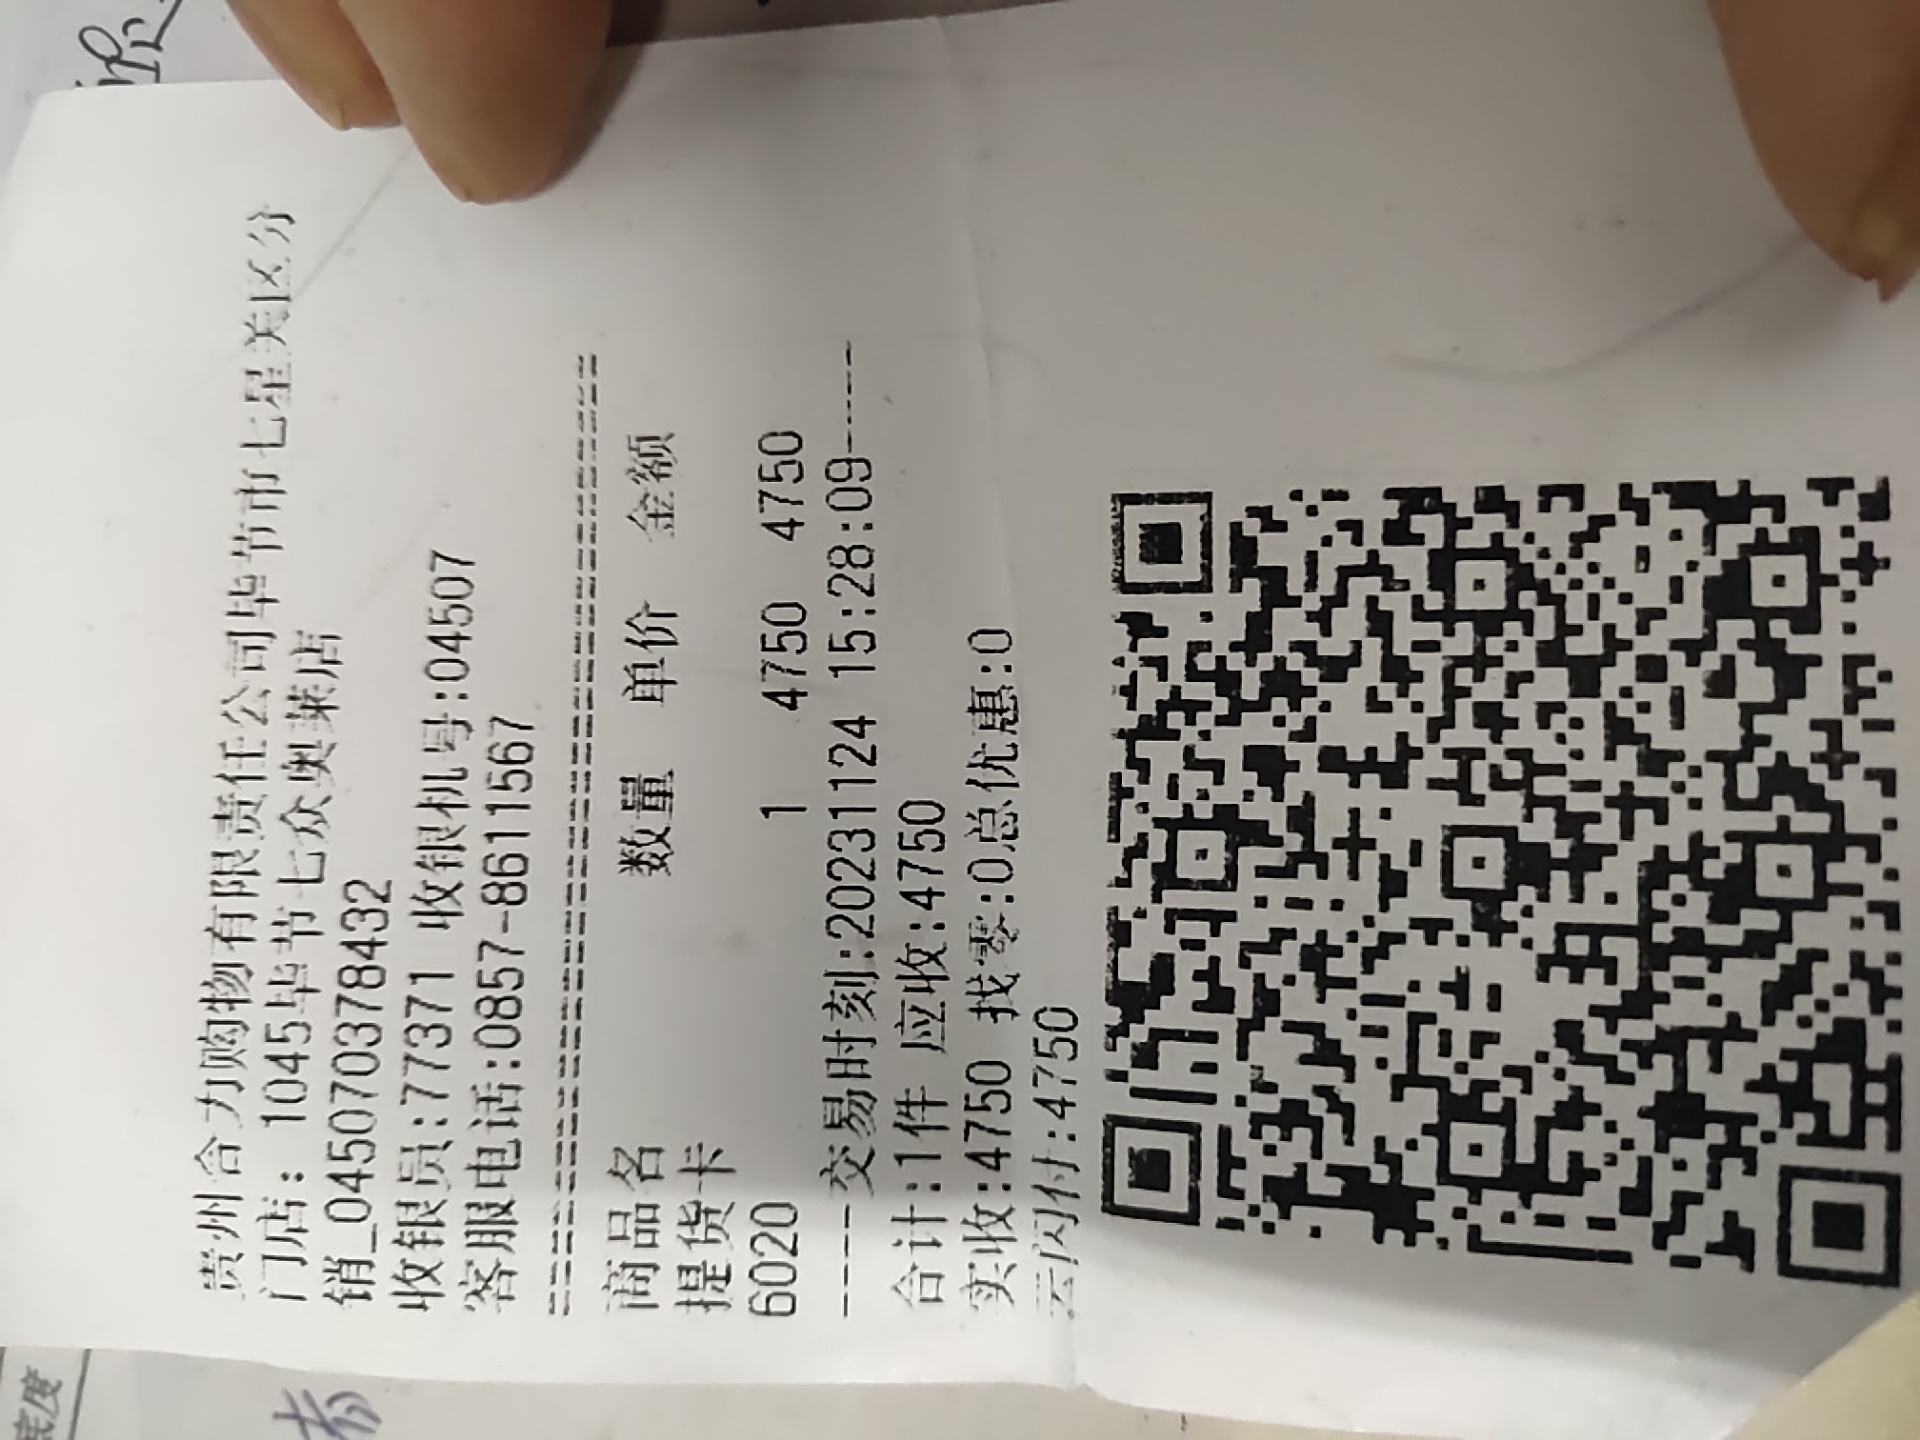 贵州合力购物有限责任公司毕节市七星关区分
门店: 1045毕节七众奥莱店
销_045070378432
收银员:77371 收银机号:04507
客服电话:0857-8611567
================================
商品名 数量 单价 金额
提货卡
6020 1 4750 4750
----交易时刻:20231124 15:28:09-----
合计:1件 应收:4750
实收:4750 找零:0总优惠:0
云闪付:4750
底度